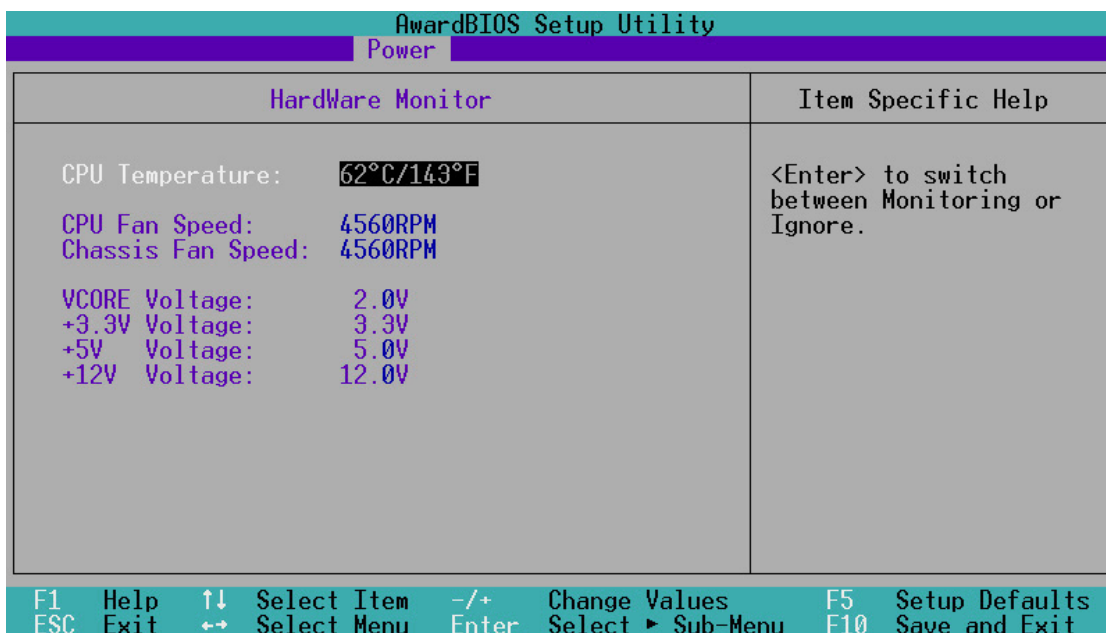 AwardBIOS Setup Utility
Power
HardWare Monitor
Item Specific Help
CPU Temperature: 62°C/143°F
CPU Fan Speed: 4560RPM
Chassis Fan Speed: 4560RPM
VCORE Voltage: 2.0V
+3.3V Voltage: 3.3V
+5V Voltage: 5.0V
+12V Voltage: 12.0V
<Enter> to switch
between Monitoring or
Ignore.
F1 Help ↑↓ Select Item -/+ Change Values F5 Setup Defaults
ESC Exit ←→ Select Menu Enter Select ► Sub-Menu F10 Save and Exit